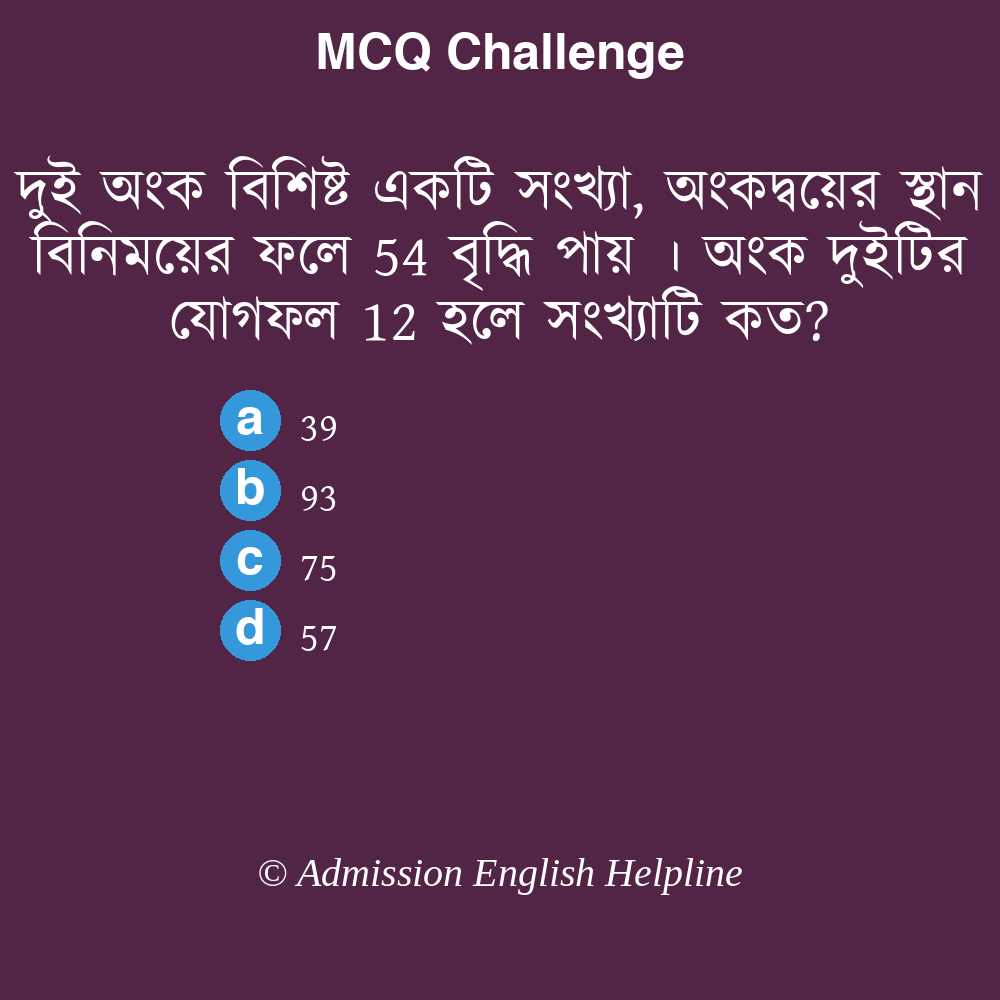 MCQ Challenge
দুই অংক বিশিষ্ট একটি সংখ্যা, অংকদ্বয়ের স্থান
বিনিময়ের ফলে 54 বৃদ্ধি পায় । অংক দুইটির
যোগফল 12 হলে সংখ্যাটি কত?
a 39
b 93
c 75
d 57
© Admission English Helpline